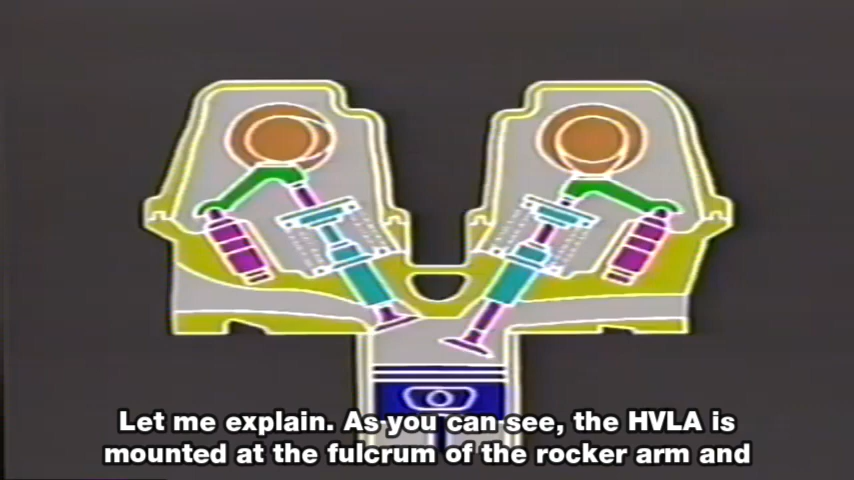 Let me explain. As you can see, the HVLA is
mounted at the fulcrum of the rocker arm and